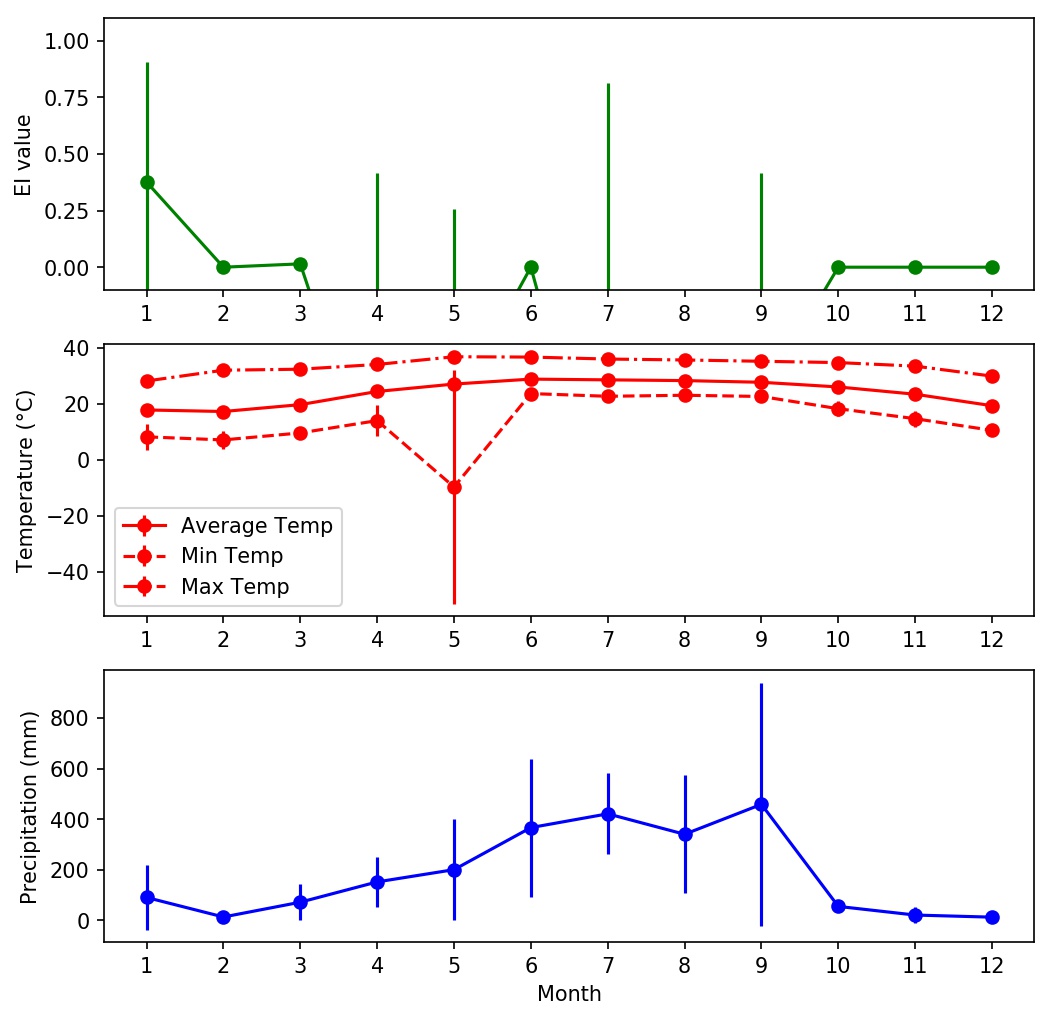 EI value
1.00
0.75
0.50
0.25
0.00
1 2 3 4 5 6 7 8 9 10 11 12
Temperature (°C)
40
20
0
−20
−40
Average Temp
Min Temp
Max Temp
1 2 3 4 5 6 7 8 9 10 11 12
Precipitation (mm)
800
600
400
200
0
1 2 3 4 5 6 7 8 9 10 11 12
Month